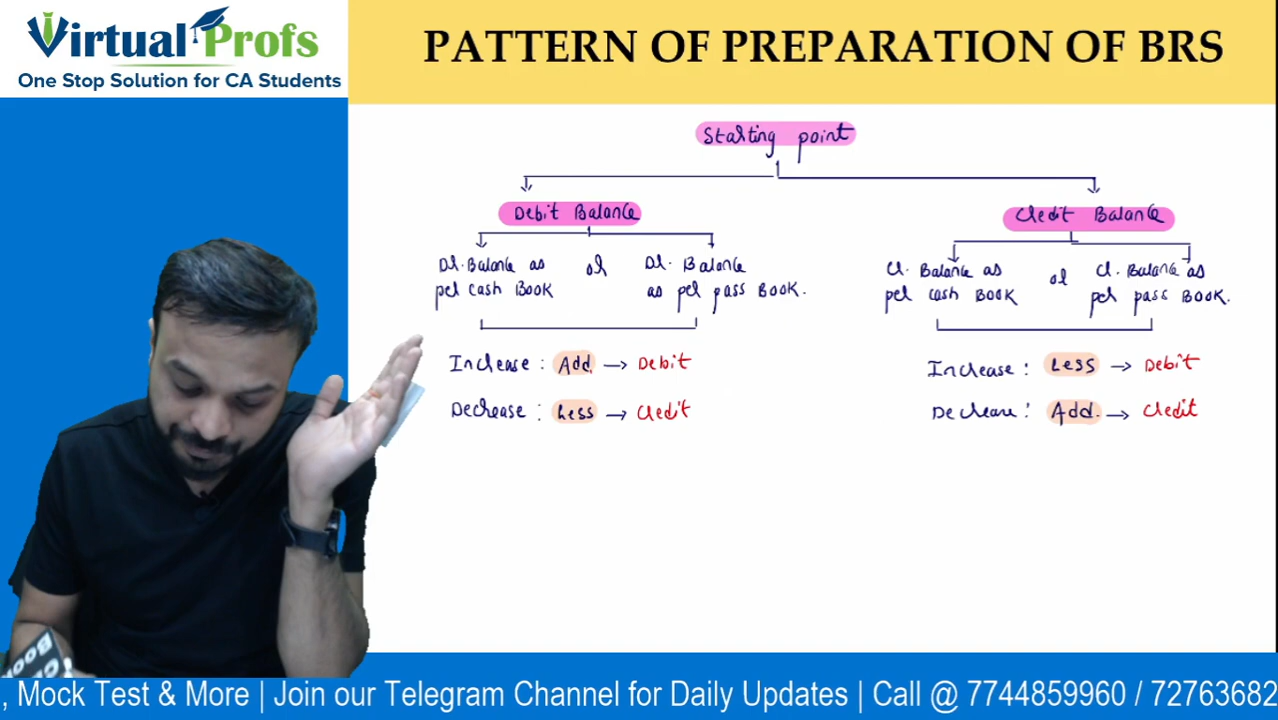 Virtual Profs
One Stop Solution for CA Students
PATTERN OF PREPARATION OF BRS
Starting point
Debit Balance
Credit Balance
Dr. Balance as
per cash Book
or
Dr. Balance
as per pass Book.
Cr. Balance as
per cash Book
or
Cr. Balance as
per pass Book.
Increase: Add → Debit
Decrease: Less → Credit
Increase: Less → Debit
Decrease: Add. → Credit
, Mock Test & More | Join our Telegram Channel for Daily Updates | Call @ 7744859960 / 72763682